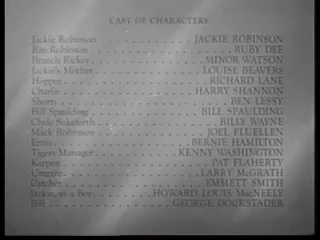 CAST OF CHARACTERS
Jackie Robinson . . . . . . . . . . . . JACKIE ROBINSON
Rae Robinson . . . . . . . . . . . . . . . . . . RUBY DEE
Branch Rickey . . . . . . . . . . . . . . MINOR WATSON
Jackie's Mother . . . . . . . . . . . . . LOUISE BEAVERS
Hopper . . . . . . . . . . . . . . . . . . . RICHARD LANE
Charlie . . . . . . . . . . . . . . . . . HARRY SHANNON
Shorty . . . . . . . . . . . . . . . . . . . . . BEN LESSY
Bill Spaulding . . . . . . . . . . . . . . BILL SPAULDING
Clyde Sukeforth . . . . . . . . . . . . . . BILLY WAYNE
Mack Robinson . . . . . . . . . . . . . JOEL FLUELLEN
Ernie . . . . . . . . . . . . . . . . . BERNIE HAMILTON
Tigers Manager . . . . . . . . . . KENNY WASHINGTON
Karpen . . . . . . . . . . . . . . . . . . . PAT FLAHERTY
Umpire . . . . . . . . . . . . . . . . . LARRY McGRATH
Catcher . . . . . . . . . . . . . . . . . . EMMETT SMITH
Jackie, as a boy . . . . . . HOWARD LOUIS MacNEELY
Bill . . . . . . . . . . . . . . . . GEORGE DOCKSTADER